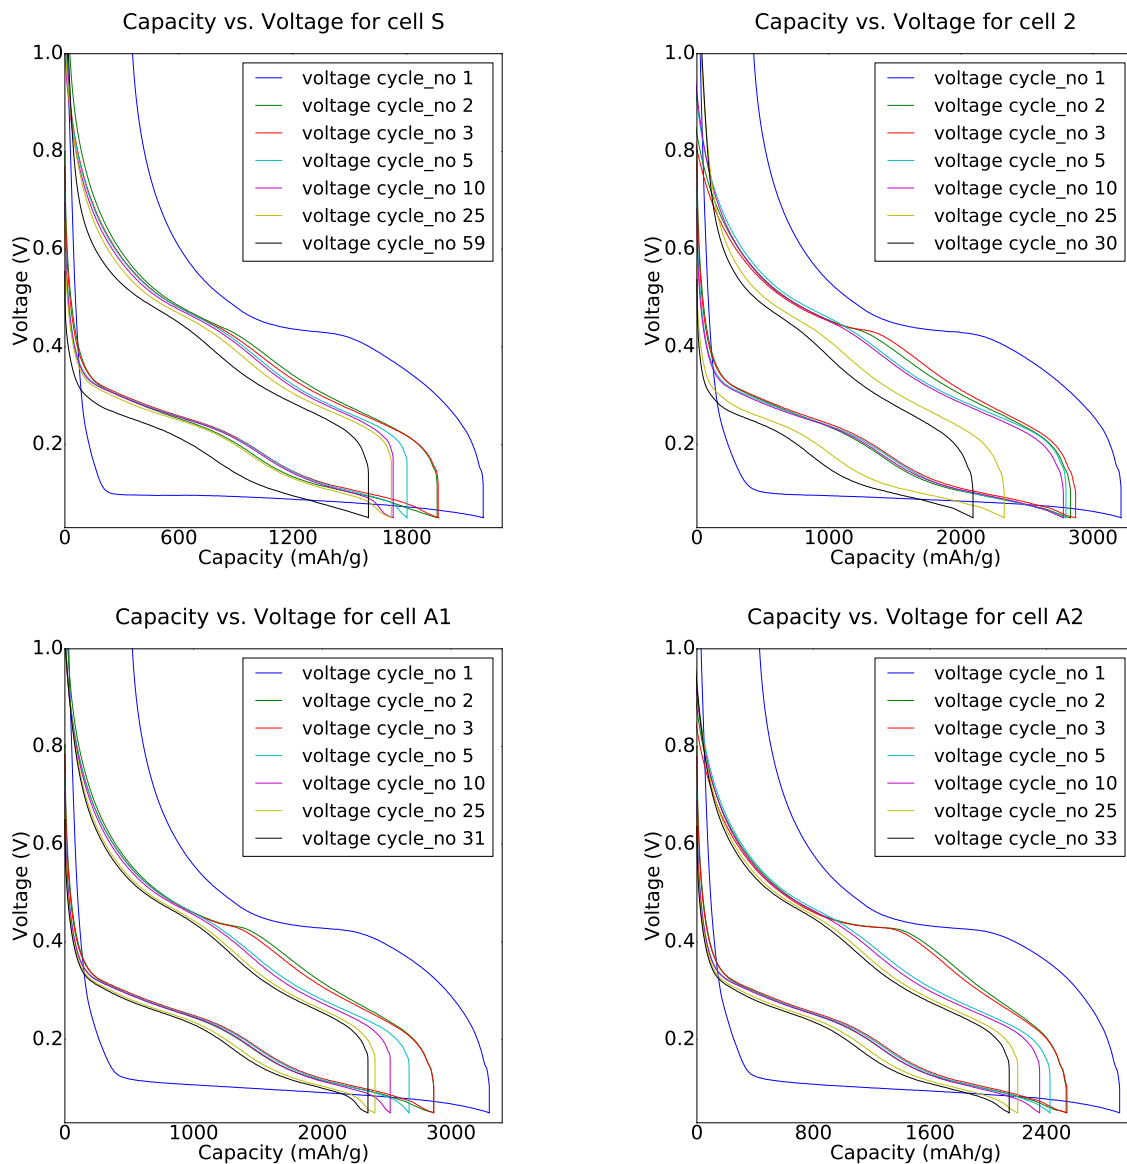 Capacity vs. Voltage for cell S
1.0
0.8
0.6
0.4
0.2
Voltage (V)
voltage cycle_no 1
voltage cycle_no 2
voltage cycle_no 3
voltage cycle_no 5
voltage cycle_no 10
voltage cycle_no 25
voltage cycle_no 59
0 600 1200 1800
Capacity (mAh/g)
Capacity vs. Voltage for cell 2
1.0
0.8
0.6
0.4
0.2
Voltage (V)
voltage cycle_no 1
voltage cycle_no 2
voltage cycle_no 3
voltage cycle_no 5
voltage cycle_no 10
voltage cycle_no 25
voltage cycle_no 30
0 1000 2000 3000
Capacity (mAh/g)
Capacity vs. Voltage for cell A1
1.0
0.8
0.6
0.4
0.2
Voltage (V)
voltage cycle_no 1
voltage cycle_no 2
voltage cycle_no 3
voltage cycle_no 5
voltage cycle_no 10
voltage cycle_no 25
voltage cycle_no 31
0 1000 2000 3000
Capacity (mAh/g)
Capacity vs. Voltage for cell A2
1.0
0.8
0.6
0.4
0.2
Voltage (V)
voltage cycle_no 1
voltage cycle_no 2
voltage cycle_no 3
voltage cycle_no 5
voltage cycle_no 10
voltage cycle_no 25
voltage cycle_no 33
0 800 1600 2400
Capacity (mAh/g)